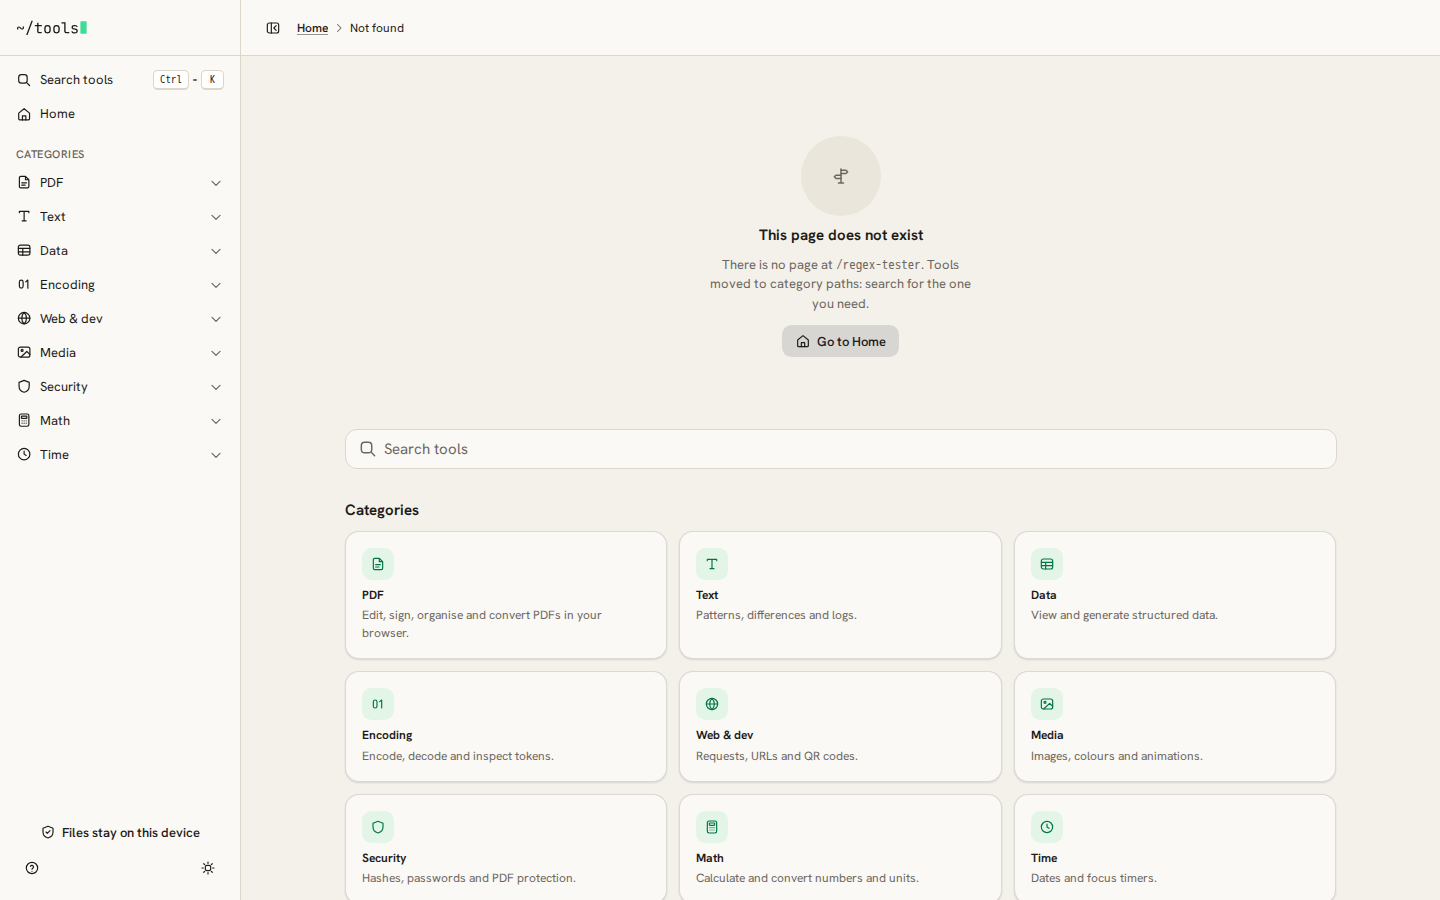 ~/tools
Home > Not found
Search tools Ctrl - K
Home
CATEGORIES
PDF
Text
Data
01 Encoding
Web & dev
Media
Security
Math
Time
Files stay on this device
This page does not exist
There is no page at /regex-tester. Tools
moved to category paths: search for the one
you need.
Go to Home
Search tools
Categories
PDF
Edit, sign, organise and convert PDFs in your
browser.
Text
Patterns, differences and logs.
Data
View and generate structured data.
01
Encoding
Encode, decode and inspect tokens.
Web & dev
Requests, URLs and QR codes.
Media
Images, colours and animations.
Security
Hashes, passwords and PDF protection.
Math
Calculate and convert numbers and units.
Time
Dates and focus timers.